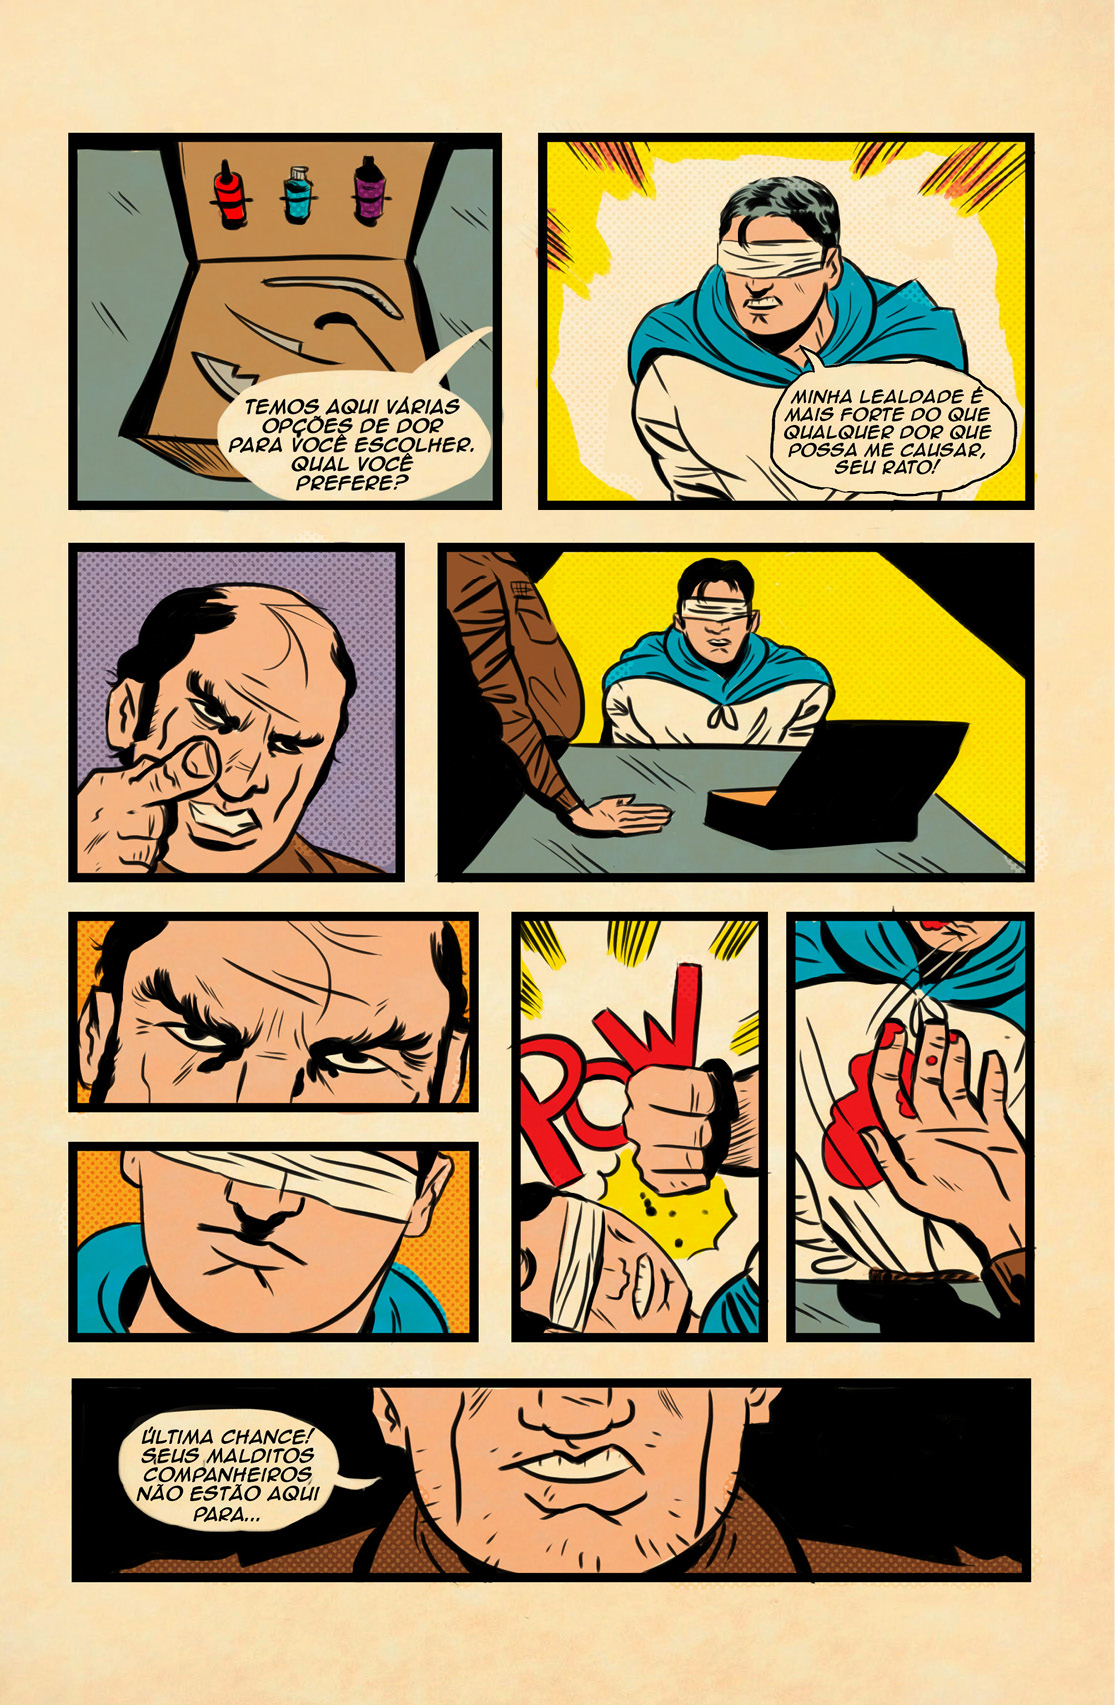 TEMOS AQUI VÁRIAS
OPÇÕES DE DOR
PARA VOCÊ ESCOLHER.
QUAL VOCÊ
PREFERE?
MINHA LEALDADE É
MAIS FORTE DO QUE
QUALQUER DOR QUE
POSSA ME CAUSAR,
SEU RATO!
POW
ÚLTIMA CHANCE!
SEUS MALDITOS
COMPANHEIROS
NÃO ESTÃO AQUI
PARA...